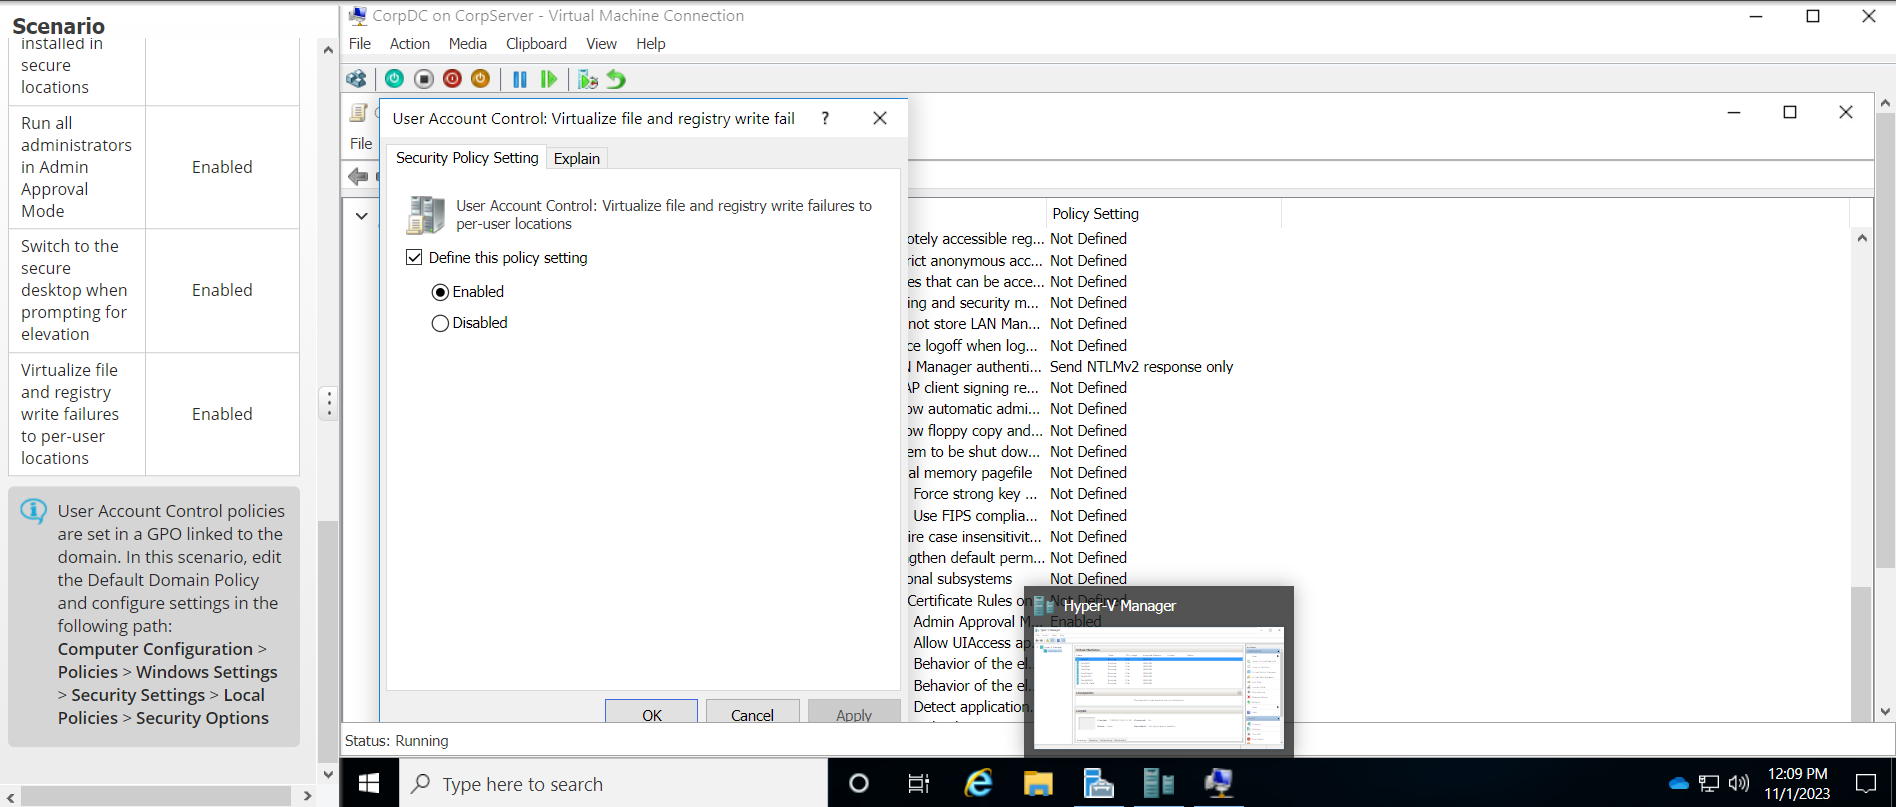 Scenario
installed in
secure
locations
Run all
administrators
in Admin
Approval
Mode
Enabled
Switch to the
secure
desktop when
prompting for
elevation
Enabled
Virtualize file
and registry
write failures
to per-user
locations
Enabled
User Account Control policies
are set in a GPO linked to the
domain. In this scenario, edit
the Default Domain Policy
and configure settings in the
following path:
Computer Configuration >
Policies > Windows Settings
> Security Settings > Local
Policies > Security Options
CorpDC on CorpServer - Virtual Machine Connection
File Action Media Clipboard View Help
File
User Account Control: Virtualize file and registry write fail ?
Security Policy Setting Explain
User Account Control: Virtualize file and registry write failures to
per-user locations
Define this policy setting
Enabled
Disabled
OK Cancel Apply
Policy Setting
otely accessible reg... Not Defined
rict anonymous acc... Not Defined
es that can be acce... Not Defined
ing and security m... Not Defined
not store LAN Man... Not Defined
ce logoff when log... Not Defined
Manager authenti... Send NTLMv2 response only
AP client signing re... Not Defined
ow automatic admi... Not Defined
ow floppy copy and... Not Defined
em to be shut dow... Not Defined
al memory pagefile Not Defined
Force strong key ... Not Defined
Use FIPS complia... Not Defined
ire case insensitivit... Not Defined
gthen default perm... Not Defined
onal subsystems Not Defined
Certificate Rules on Not Defined
Admin Approval M... Enabled
Allow UIAccess ap
Behavior of the el
Behavior of the el
Detect application
Hyper-V Manager
Status: Running
Type here to search
12:09 PM
11/1/2023